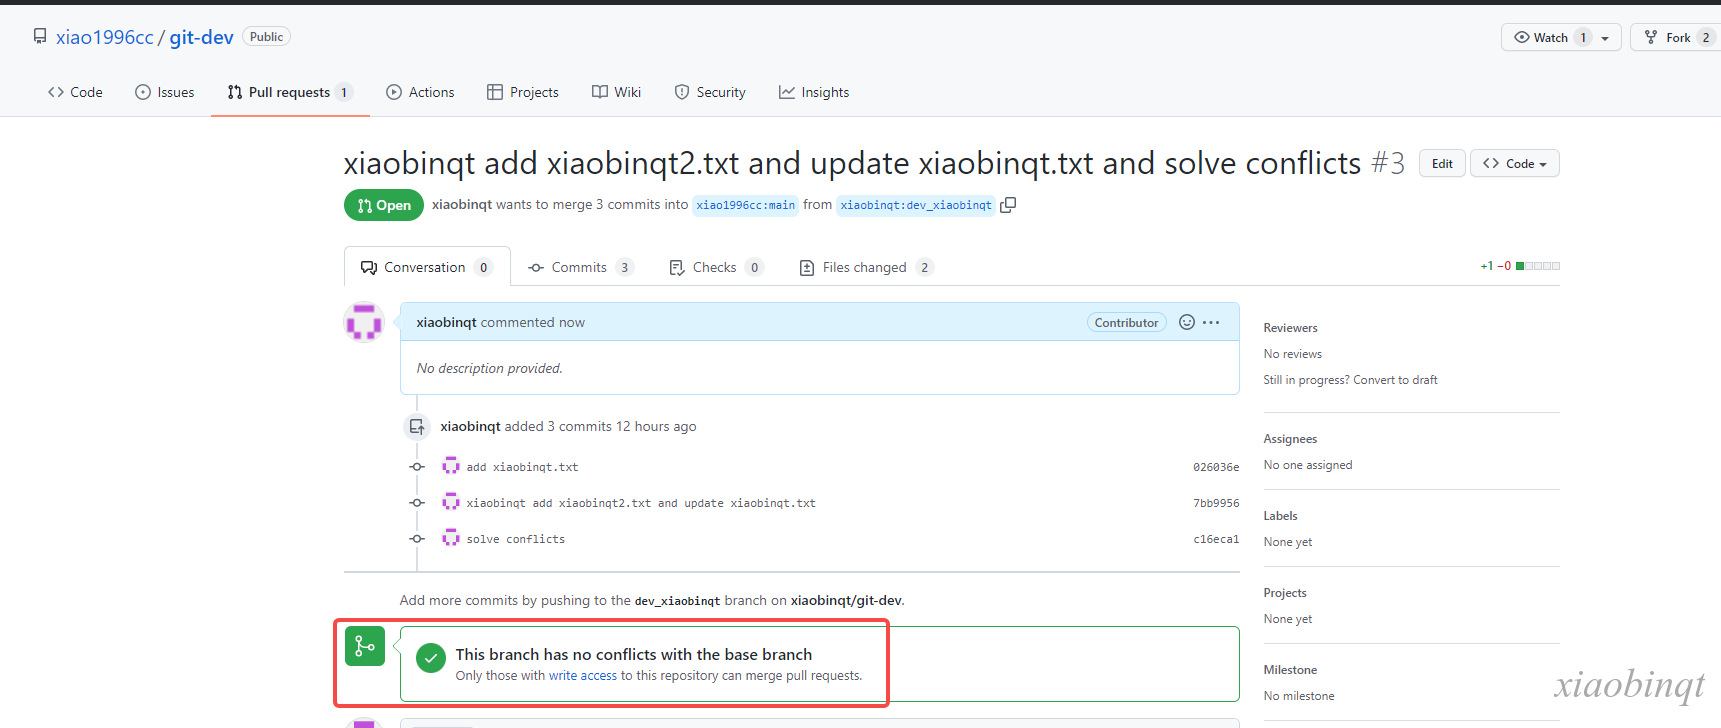 xiao1996cc / git-dev Public
Watch 1 Fork 2
Code Issues Pull requests 1 Actions Projects Wiki Security Insights
xiaobinqt add xiaobinqt2.txt and update xiaobinqt.txt and solve conflicts #3
Edit Code
Open xiaobinqt wants to merge 3 commits into xiao1996cc:main from xiaobinqt:dev_xiaobinqt
Conversation 0 Commits 3 Checks 0 Files changed 2
+1 −0
xiaobinqt commented now
Contributor
No description provided.
xiaobinqt added 3 commits 12 hours ago
add xiaobinqt.txt 026036e
xiaobinqt add xiaobinqt2.txt and update xiaobinqt.txt 7bb9956
solve conflicts c16eca1
Add more commits by pushing to the dev_xiaobinqt branch on xiaobinqt/git-dev.
This branch has no conflicts with the base branch
Only those with write access to this repository can merge pull requests.
Reviewers
No reviews
Still in progress? Convert to draft
Assignees
No one assigned
Labels
None yet
Projects
None yet
Milestone
No milestone
xiaobinqt